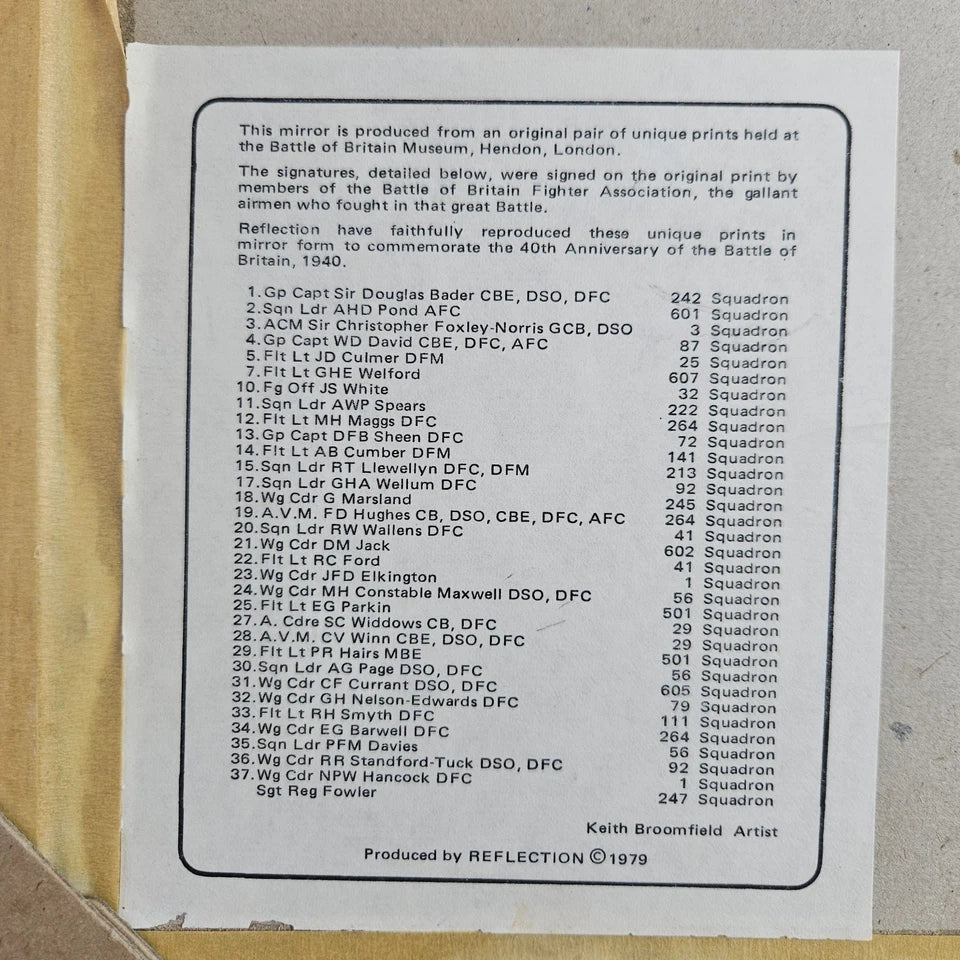 This mirror is produced from an original pair of unique prints held at
the Battle of Britain Museum, Hendon, London.
The signatures, detailed below, were signed on the original print by
members of the Battle of Britain Fighter Association, the gallant
airmen who fought in that great Battle.
Reflection have faithfully reproduced these unique prints in
mirror form to commemorate the 40th Anniversary of the Battle of
Britain, 1940.
1. Gp Capt Sir Douglas Bader CBE, DSO, DFC 242 Squadron
2. Sqn Ldr AHD Pond AFC 601 Squadron
3. ACM Sir Christopher Foxley-Norris GCB, DSO 3 Squadron
4. Gp Capt WD David CBE, DFC, AFC 87 Squadron
5. Flt Lt JD Culmer DFM 25 Squadron
7. Flt Lt GHE Welford 607 Squadron
10. Fg Off JS White 32 Squadron
11. Sqn Ldr AWP Spears 222 Squadron
12. Flt Lt MH Maggs DFC 264 Squadron
13. Gp Capt DFB Sheen DFC 72 Squadron
14. Flt Lt AB Cumber DFM 141 Squadron
15. Sqn Ldr RT Llewellyn DFC, DFM 213 Squadron
17. Sqn Ldr GHA Wellum DFC 92 Squadron
18. Wg Cdr G Marsland 245 Squadron
19. A.V.M. FD Hughes CB, DSO, CBE, DFC, AFC 264 Squadron
20. Sqn Ldr RW Wallens DFC 41 Squadron
21. Wg Cdr DM Jack 602 Squadron
22. Flt Lt RC Ford 41 Squadron
23. Wg Cdr JFD Elkington 1 Squadron
24. Wg Cdr MH Constable Maxwell DSO, DFC 56 Squadron
25. Flt Lt EG Parkin 501 Squadron
27. A. Cdre SC Widdows CB, DFC 29 Squadron
28. A.V.M. CV Winn CBE, DSO, DFC 29 Squadron
29. Flt Lt PR Hairs MBE 501 Squadron
30. Sqn Ldr AG Page DSO, DFC 56 Squadron
31. Wg Cdr CF Currant DSO, DFC 605 Squadron
32. Wg Cdr GH Nelson-Edwards DFC 79 Squadron
33. Flt Lt RH Smyth DFC 111 Squadron
34. Wg Cdr EG Barwell DFC 264 Squadron
35. Sqn Ldr PFM Davies 56 Squadron
36. Wg Cdr RR Standford-Tuck DSO, DFC 92 Squadron
37. Wg Cdr NPW Hancock DFC 1 Squadron
Sgt Reg Fowler 247 Squadron
Keith Broomfield Artist
Produced by REFLECTION © 1979